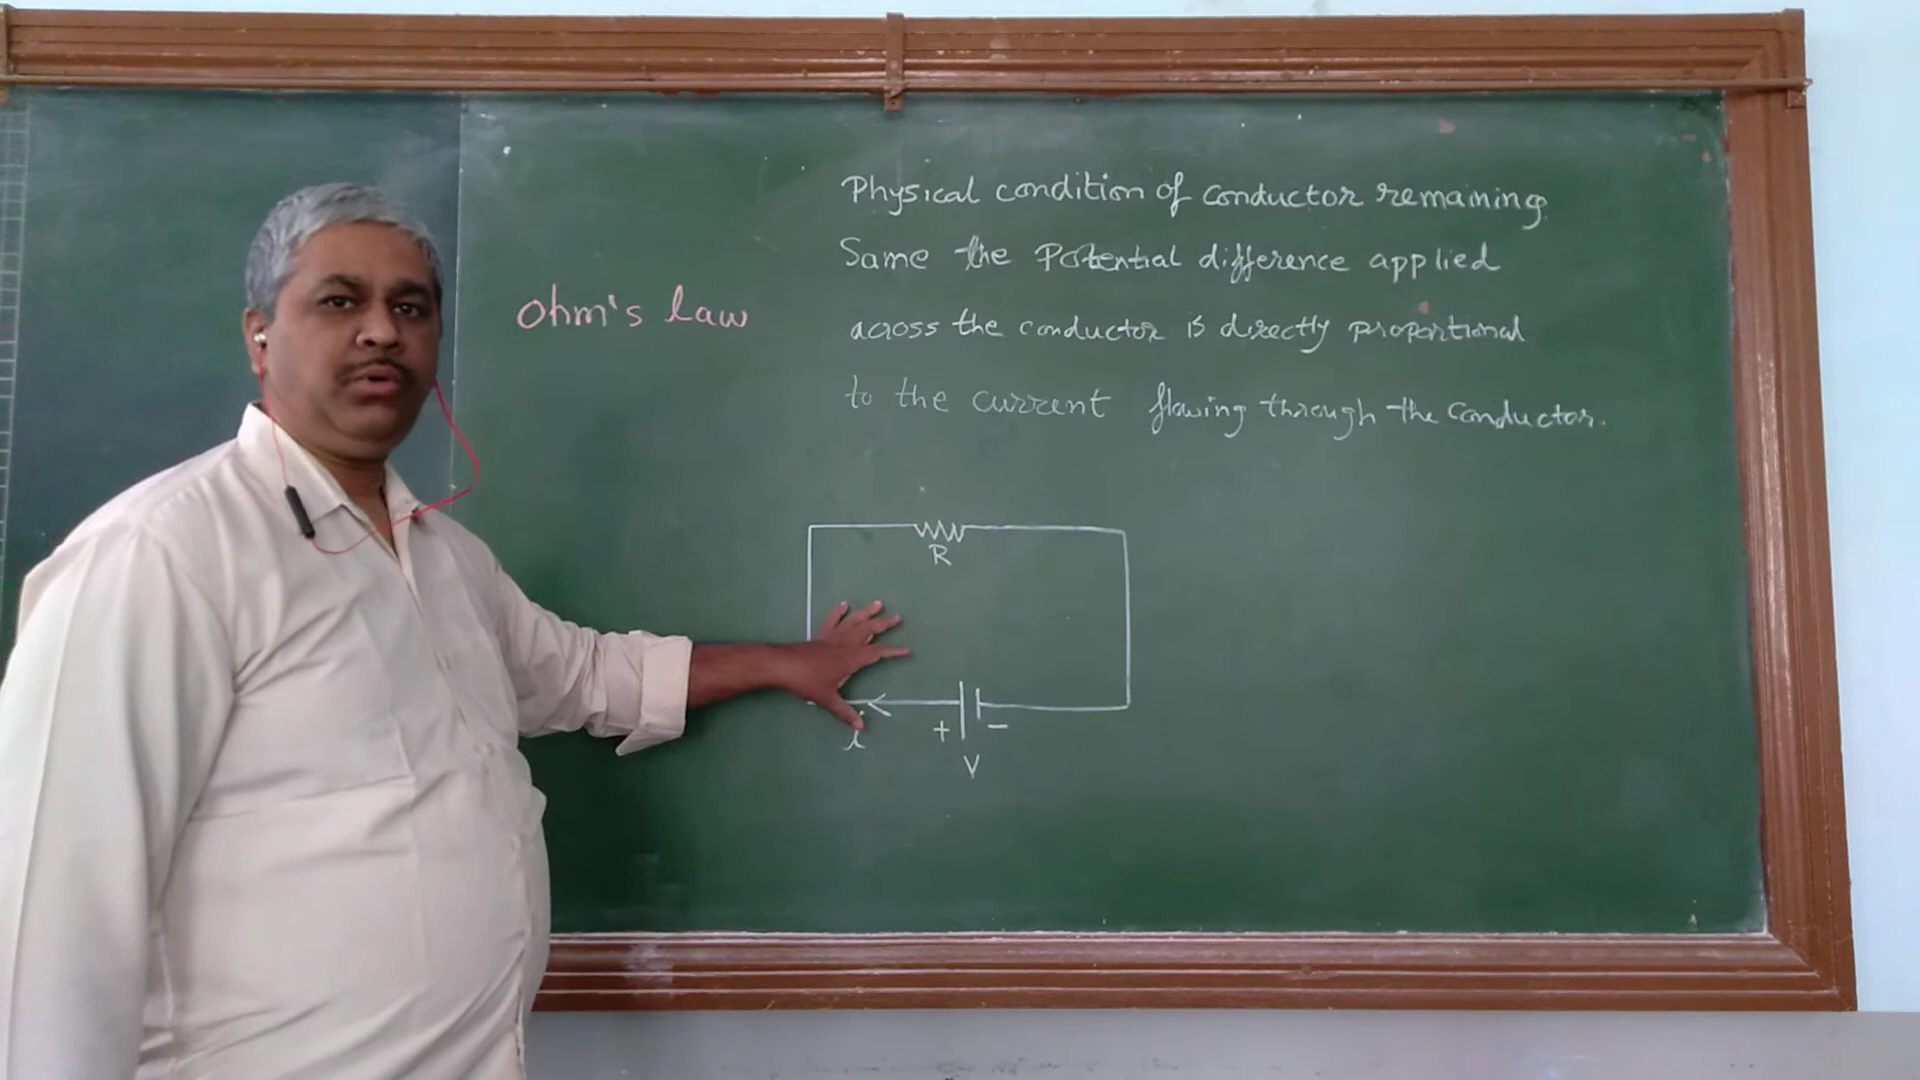 Ohm's law
Physical condition of conductor remaining
Same the Potential difference applied
across the conductor is directly proportional
to the current flowing through the conductor.
R
i
+ -
V